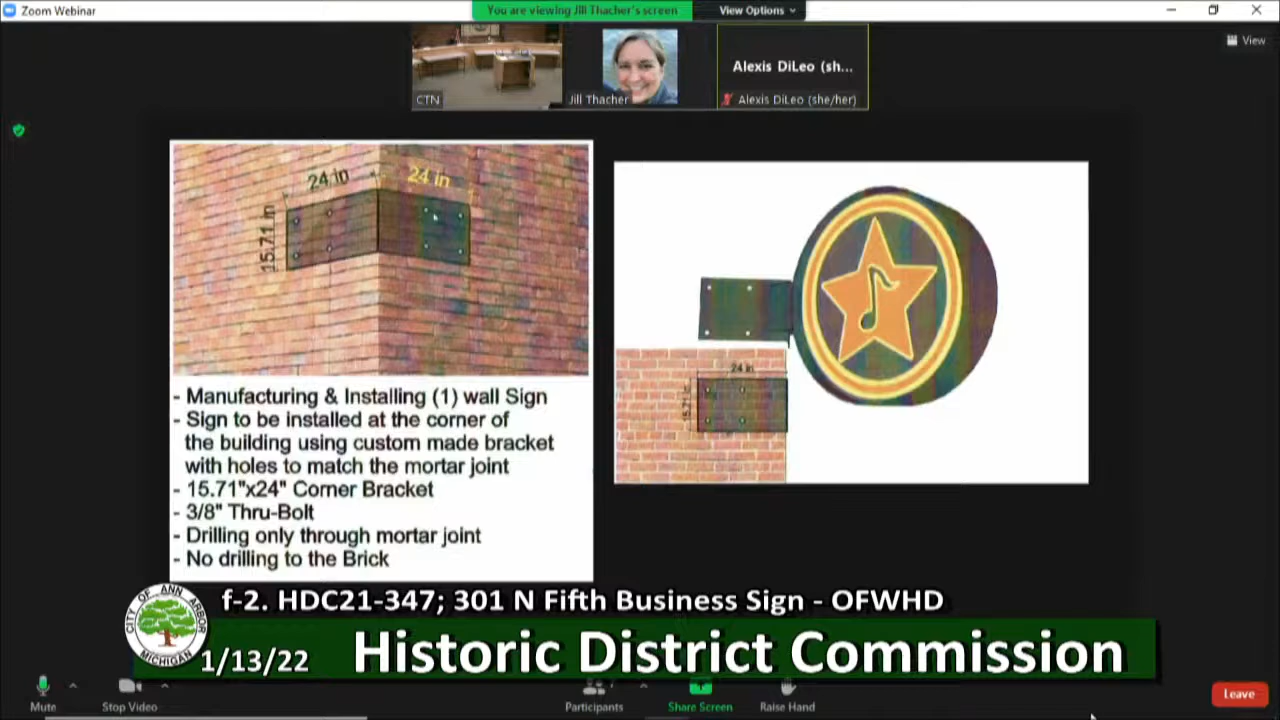 Zoom Webinar
You are viewing Jill Thacher's screen
View Options
View
CTN
Jill Thacher
Alexis DiLeo (sh...
Alexis DiLeo (she/her)
24 in
24 in
15.71 in
- Manufacturing & Installing (1) wall Sign
- Sign to be installed at the corner of
the building using custom made bracket
with holes to match the mortar joint
- 15.71"x24" Corner Bracket
- 3/8" Thru-Bolt
- Drilling only through mortar joint
- No drilling to the Brick
24 in
CITY OF ANN ARBOR
MICHIGAN
f-2. HDC21-347; 301 N Fifth Business Sign - OFWHD
1/13/22
Historic District Commission
Mute
Stop Video
Participants
Share Screen
Raise Hand
Leave